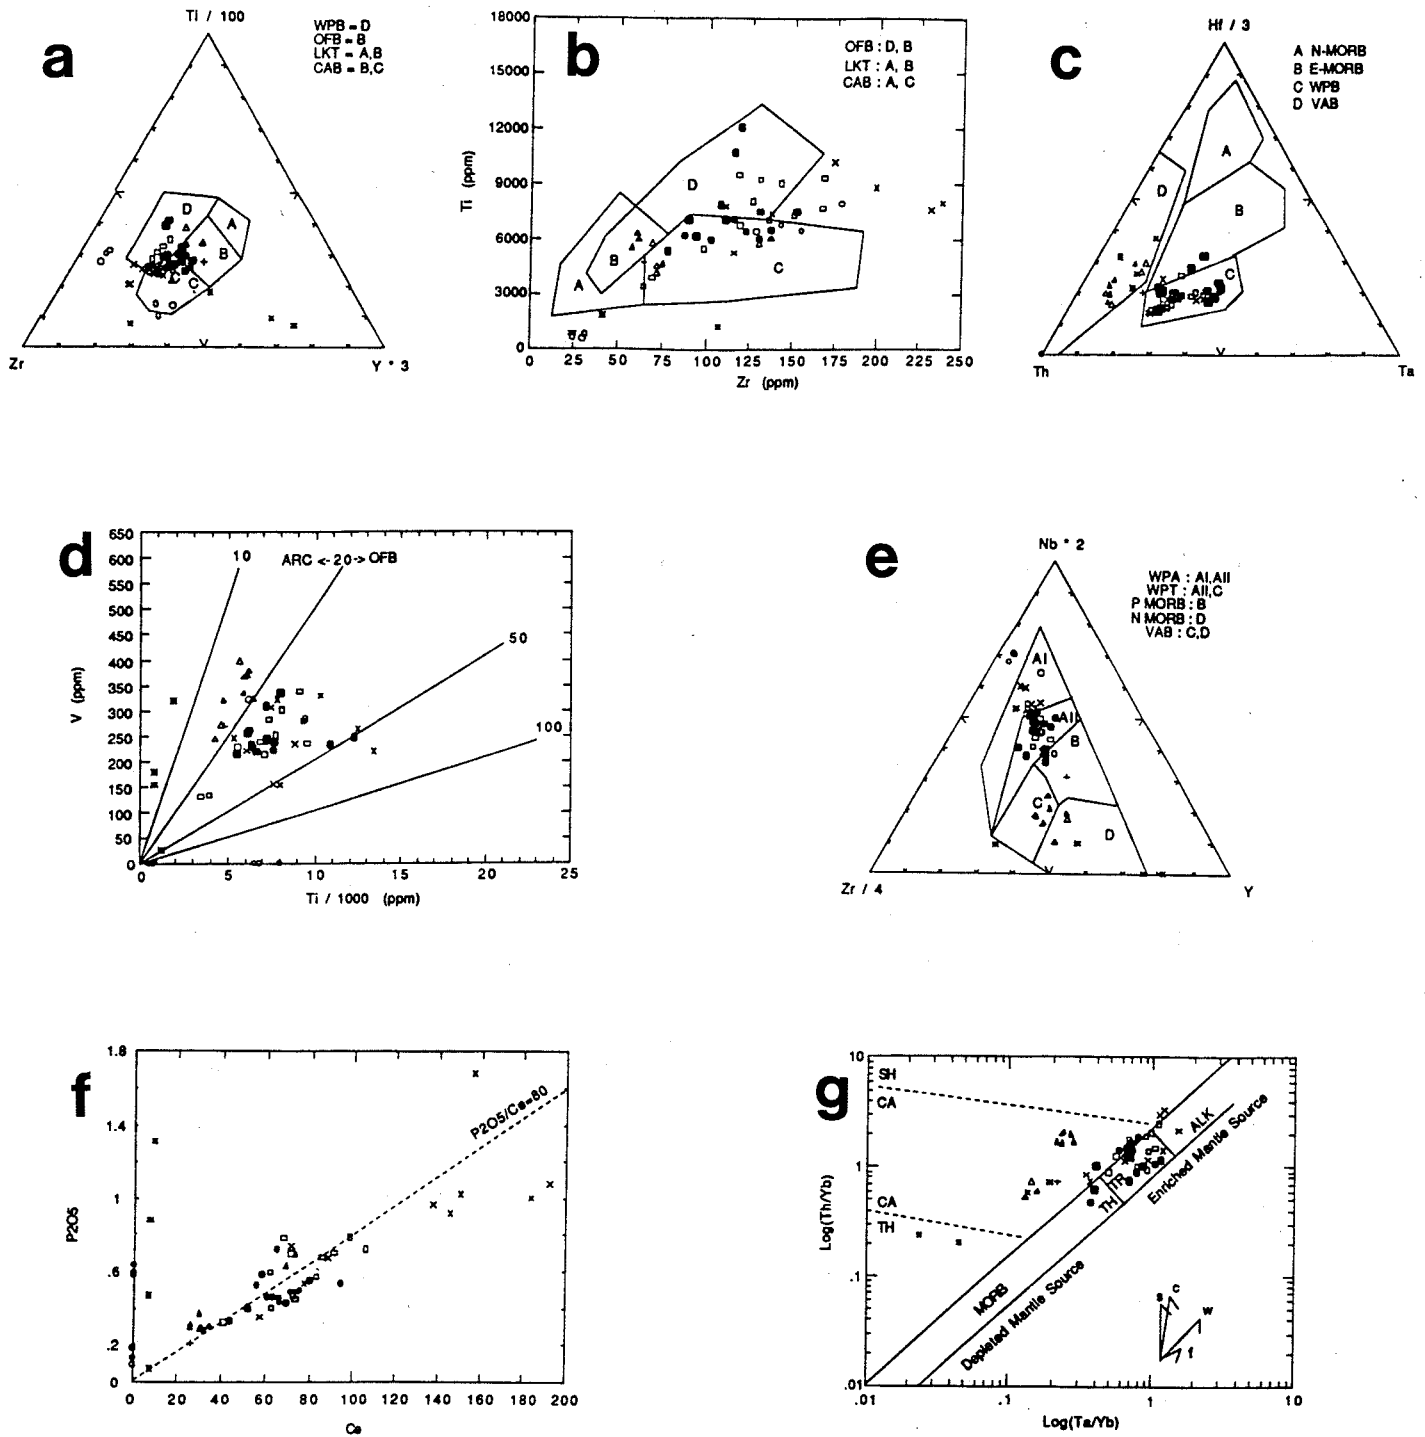 a
Ti / 100
WPB = D
OFB = B
LKT = A,B
CAB = B,C
D
A
B
C
C
Zr
Y * 3
b
18000
15000
12000
9000
6000
3000
0
Ti (ppm)
OFB : D, B
LKT : A, B
CAB : A, C
D
B
A
C
0 25 50 75 100 125 150 175 200 225 250
Zr (ppm)
c
Hf / 3
A N-MORB
B E-MORB
C WPB
D VAB
A
D
B
C
Th
Ta
d
650
600
550
500
450
400
350
300
250
200
150
100
50
0
V (ppm)
10
ARC <-20-> OFB
50
100
0 5 10 15 20 25
Ti / 1000 (ppm)
e
Nb * 2
WPA : AI,AII
WPT : AII,C
P MORB : B
N MORB : D
VAB : C,D
AI
AII
B
C
D
Zr / 4
Y
f
1.8
1.4
1
.6
.2
0
P2O5
P2O5/Ce=80
0 20 40 60 80 100 120 140 160 180 200
Ce
g
10
1
.1
.01
Log(Th/Yb)
SH
CA
CA
TH
ALK
TR
TH
MORB
Enriched Mantle Source
Depleted Mantle Source
S
C
W
f
.01 .1 1 10
Log(Ta/Yb)